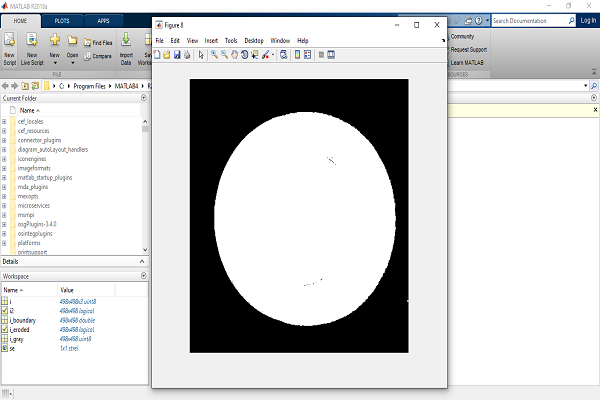 MATLAB R2018a
Figure 8
HOME PLOTS APPS
Search Documentation Log In
File Edit View Insert Tools Desktop Window Help
New Script
New Live Script
New
Open
Find Files
Compare
Import Data
Save
FILE
Community
Request Support
Learn MATLAB
C: Program Files MATLAB4
Current Folder
Name
cef_locales
cef_resources
connector_plugins
diagram_autoLayout_handlers
iconengines
imageformats
matlab_startup_plugins
mda_plugins
mexopts
microservices
msmpi
osgPlugins-3.4.0
osintegplugins
platforms
printsupport
Details
Workspace
Name Value
i 498x498x3 uint8
i2 498x498 logical
i_boundary 498x498 double
i_eroded 498x498 logical
i_gray 498x498 uint8
se 1x1 strel